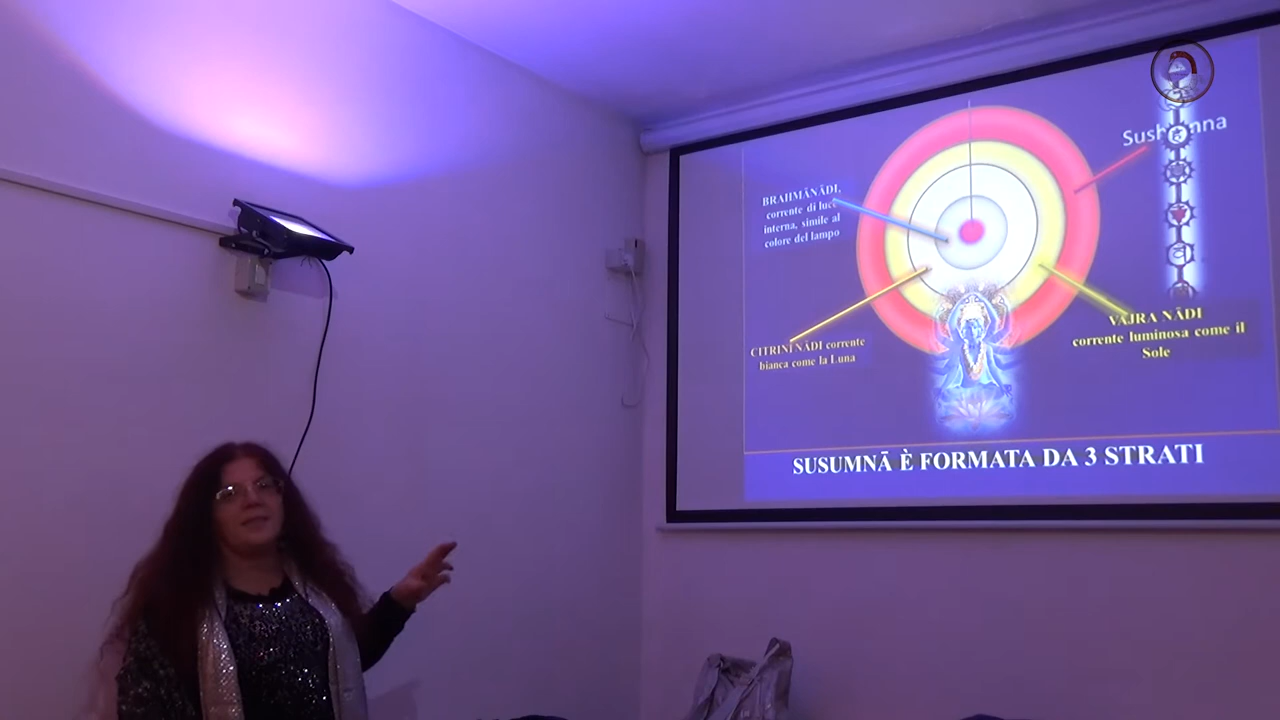 Sushumna
BRAHMĀNĀDI,
corrente di luce
interna, simile al
colore del lampo
VAJRA NĀDI
corrente luminosa come il
Sole
CITRINI NĀDI corrente
bianca come la Luna
SUSUMNĀ È FORMATA DA 3 STRATI